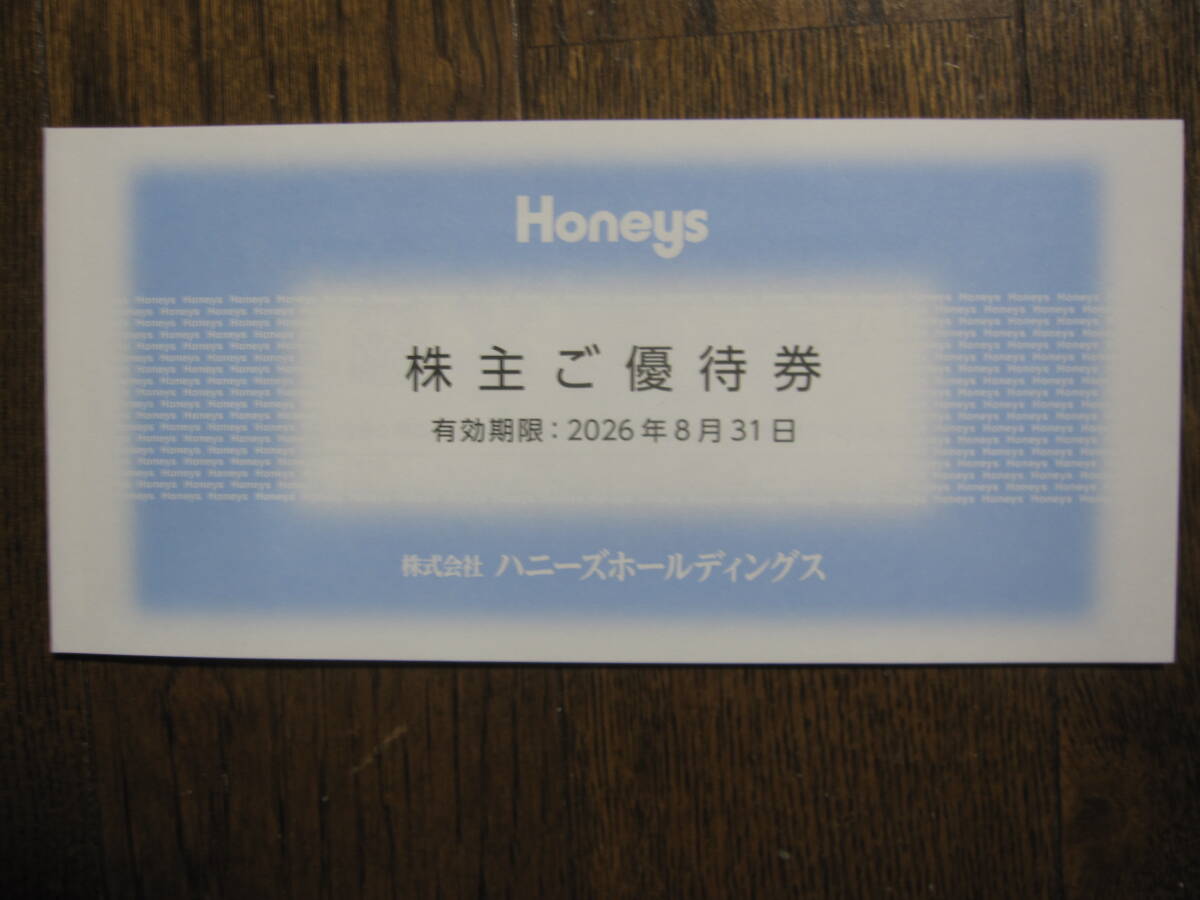 Honeys
株主ご優待券
有効期限：2026年8月31日
株式会社 ハニーズホールディングス